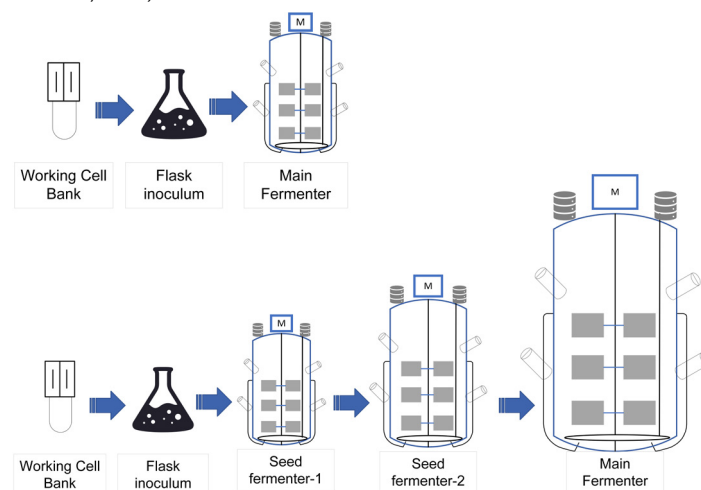 M
Working Cell
Bank
Flask
inoculum
Main
Fermenter
M
M
M
Working Cell
Bank
Flask
inoculum
Seed
fermenter-1
Seed
fermenter-2
Main
Fermenter